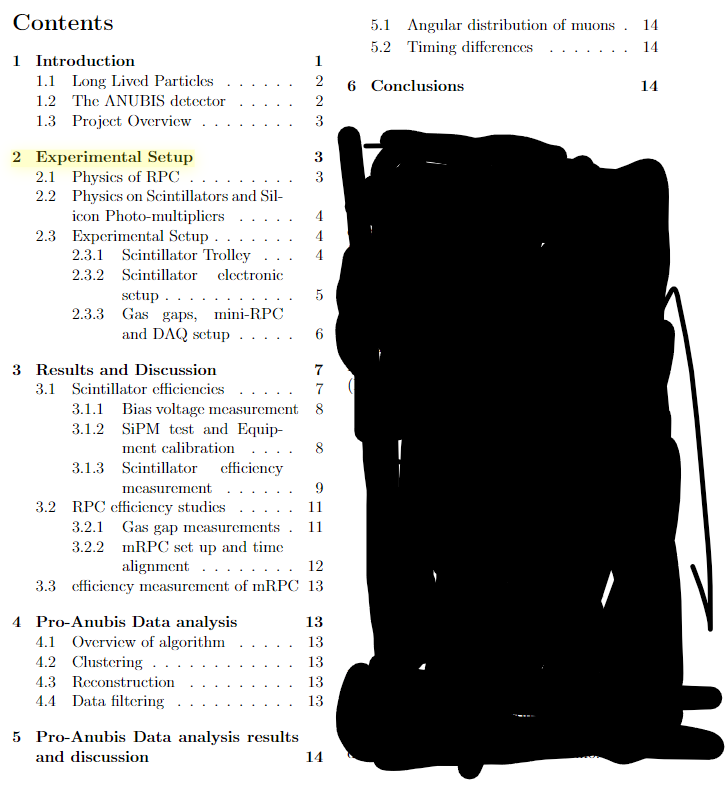 Contents
1 Introduction 1
1.1 Long Lived Particles . . . . . . 2
1.2 The ANUBIS detector . . . . . 2
1.3 Project Overview . . . . . . . . 3
2 Experimental Setup 3
2.1 Physics of RPC . . . . . . . . . 3
2.2 Physics on Scintillators and Sil-
icon Photo-multipliers . . . . . 4
2.3 Experimental Setup . . . . . . . 4
2.3.1 Scintillator Trolley . . . 4
2.3.2 Scintillator electronic
setup . . . . . . . . . . . 5
2.3.3 Gas gaps, mini-RPC
and DAQ setup . . . . . 6
3 Results and Discussion 7
3.1 Scintillator efficiencies . . . . . 7
3.1.1 Bias voltage measurement 8
3.1.2 SiPM test and Equip-
ment calibration . . . . 8
3.1.3 Scintillator efficiency
measurement . . . . . . 9
3.2 RPC efficiency studies . . . . . 11
3.2.1 Gas gap measurements . 11
3.2.2 mRPC set up and time
alignment . . . . . . . . 12
3.3 efficiency measurement of mRPC 13
4 Pro-Anubis Data analysis 13
4.1 Overview of algorithm . . . . . 13
4.2 Clustering . . . . . . . . . . . . 13
4.3 Reconstruction . . . . . . . . . 13
4.4 Data filtering . . . . . . . . . . 13
5 Pro-Anubis Data analysis results
and discussion 14
5.1 Angular distribution of muons . 14
5.2 Timing differences . . . . . . . 14
6 Conclusions 14
(